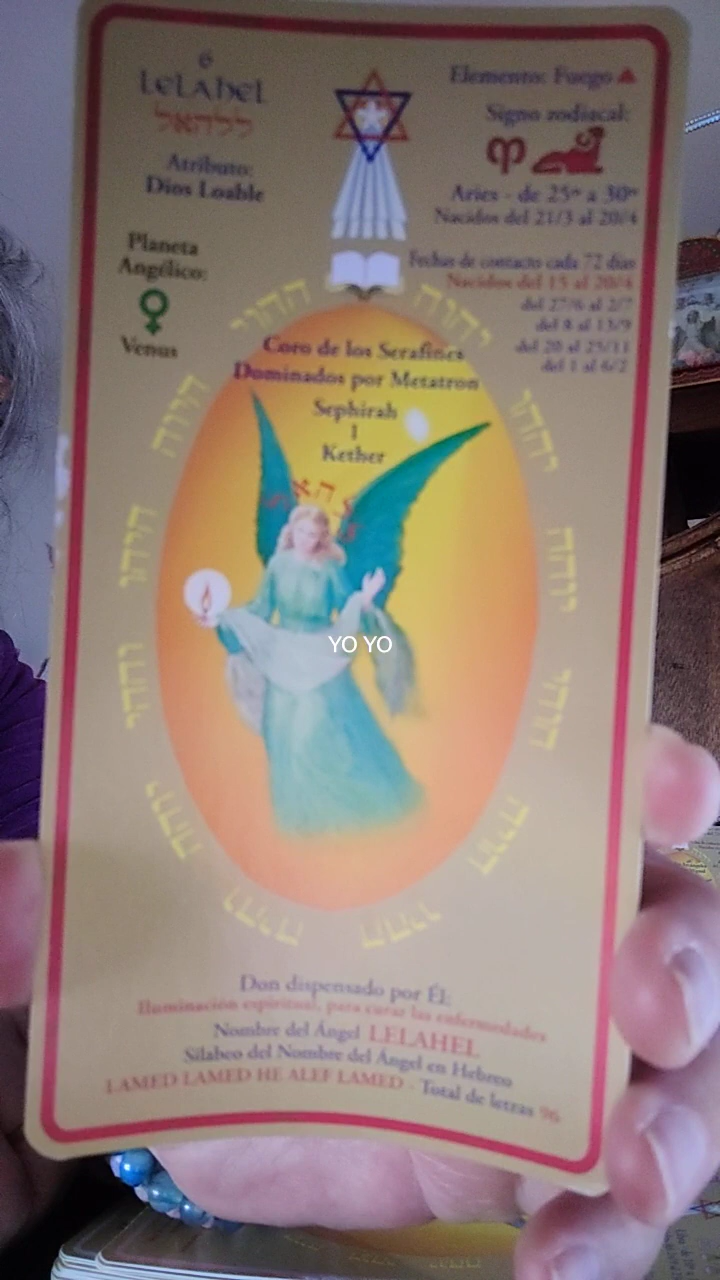 6
LELAHEL
ללהאל
Atributo:
Dios Loable
Planeta
Angélico:
Venus
Elemento: Fuego
Signo zodiacal:
Aries - de 25º a 30º
Nacidos del 21/3 al 20/4
Fechas de contacto cada 72 días
Nacidos del 15 al 20/4
del 27/6 al 2/7
del 8 al 13/9
del 20 al 25/11
del 1 al 6/2
Coro de los Serafines
Dominados por Metatron
Sephirah
1
Kether
YO YO
Don dispensado por Él:
Iluminación espiritual, para curar las enfermedades
Nombre del Ángel LELAHEL
Silabeo del Nombre del Ángel en Hebreo
LAMED LAMED HE ALEF LAMED - Total de letras 96